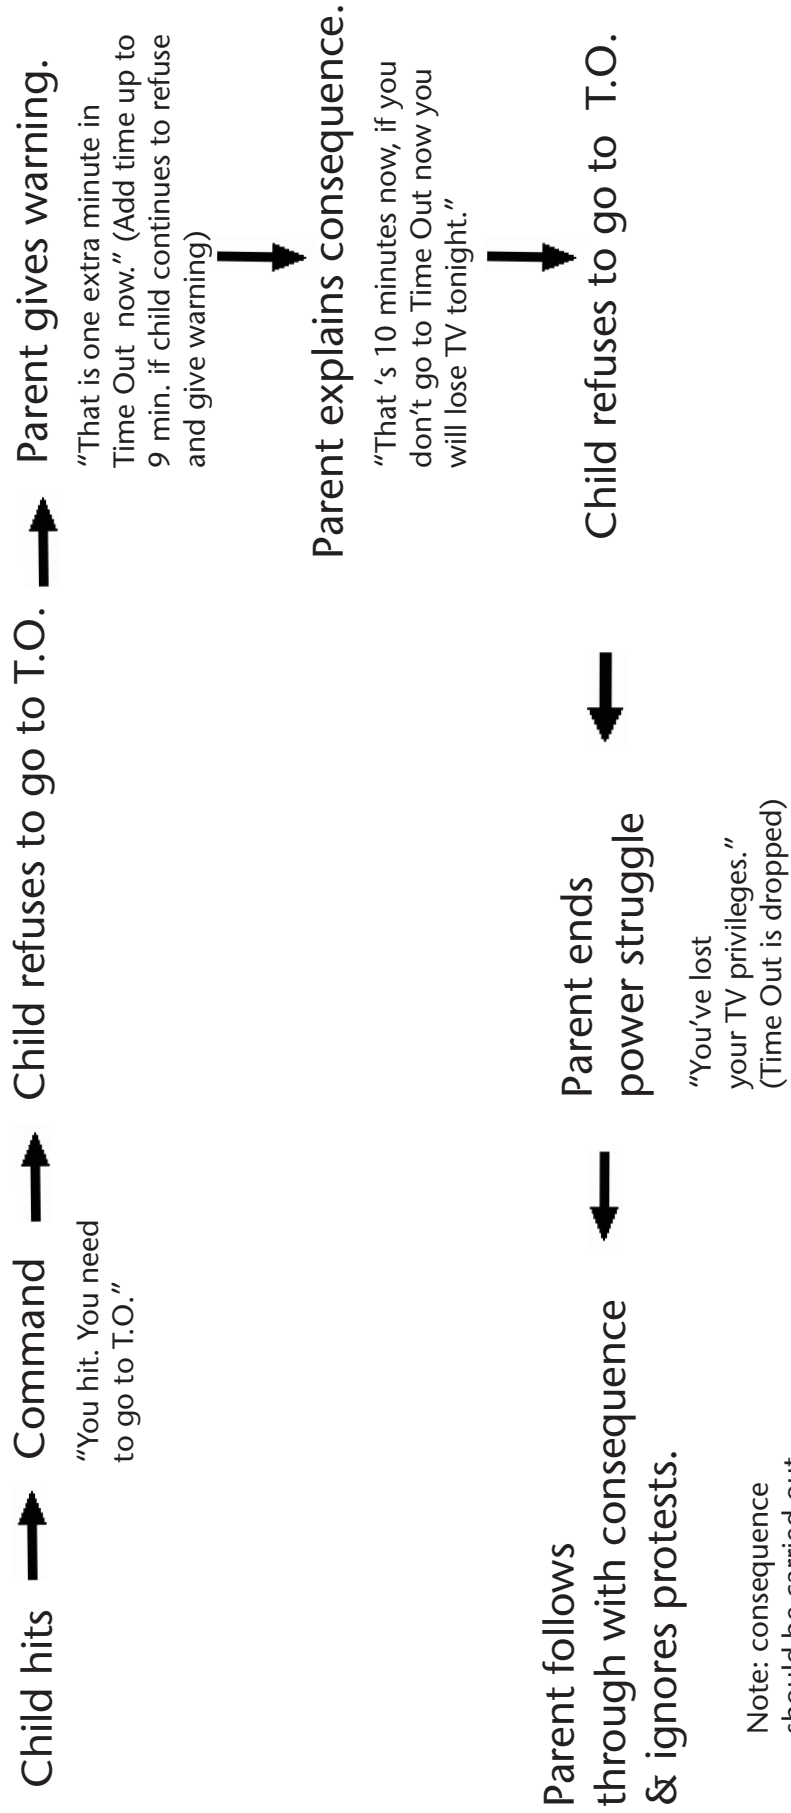 Child hits
Command
"You hit. You need
to go to T.O."
Child refuses to go to T.O.
Parent gives warning.
"That is one extra minute in
Time Out now." (Add time up to
9 min. if child continues to refuse
and give warning)
Parent explains consequence.
"That 's 10 minutes now, if you
don't go to Time Out now you
will lose TV tonight."
Child refuses to go to T.O.
Parent ends
power struggle
"You've lost
your TV privileges."
(Time Out is dropped)
Parent follows
through with consequence
& ignores protests.
Note: consequence
should be carried out